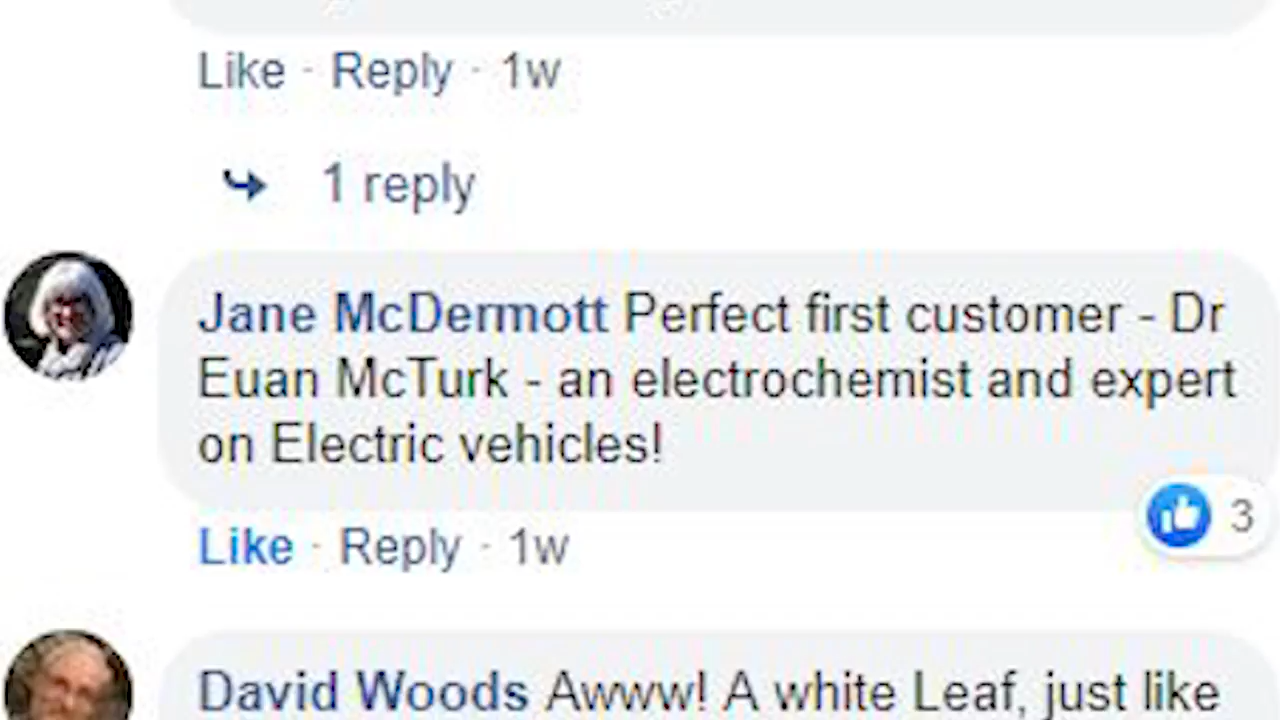 Like · Reply · 1w
1 reply
Jane McDermott Perfect first customer - Dr
Euan McTurk - an electrochemist and expert
on Electric vehicles!
3
Like · Reply · 1w
David Woods Awww! A white Leaf, just like